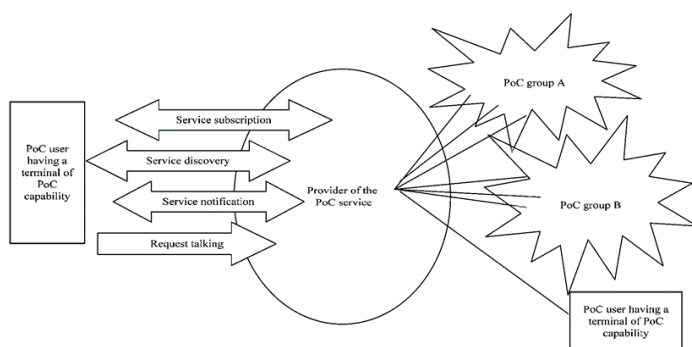 PoC user
having a
terminal of
PoC
capability
Service subscription
Service discovery
Service notification
Request talking
Provider of the
PoC service
PoC group A
PoC group B
PoC user having a
terminal of PoC
capability